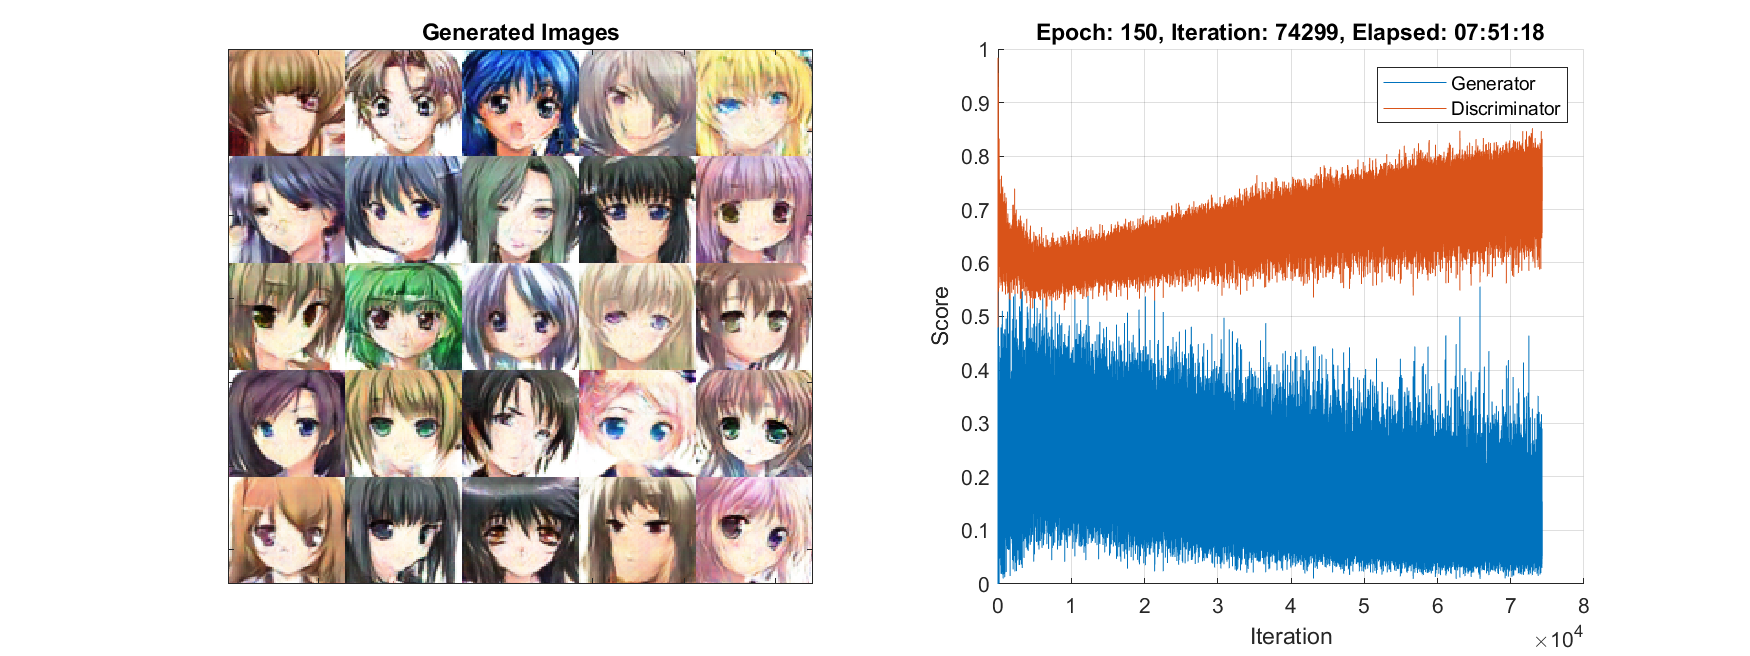 Generated Images
Epoch: 150, Iteration: 74299, Elapsed: 07:51:18
Generator
Discriminator
1
0.9
0.8
0.7
0.6
0.5
0.4
0.3
0.2
0.1
0
Score
0 1 2 3 4 5 6 7 8
Iteration
×10⁴